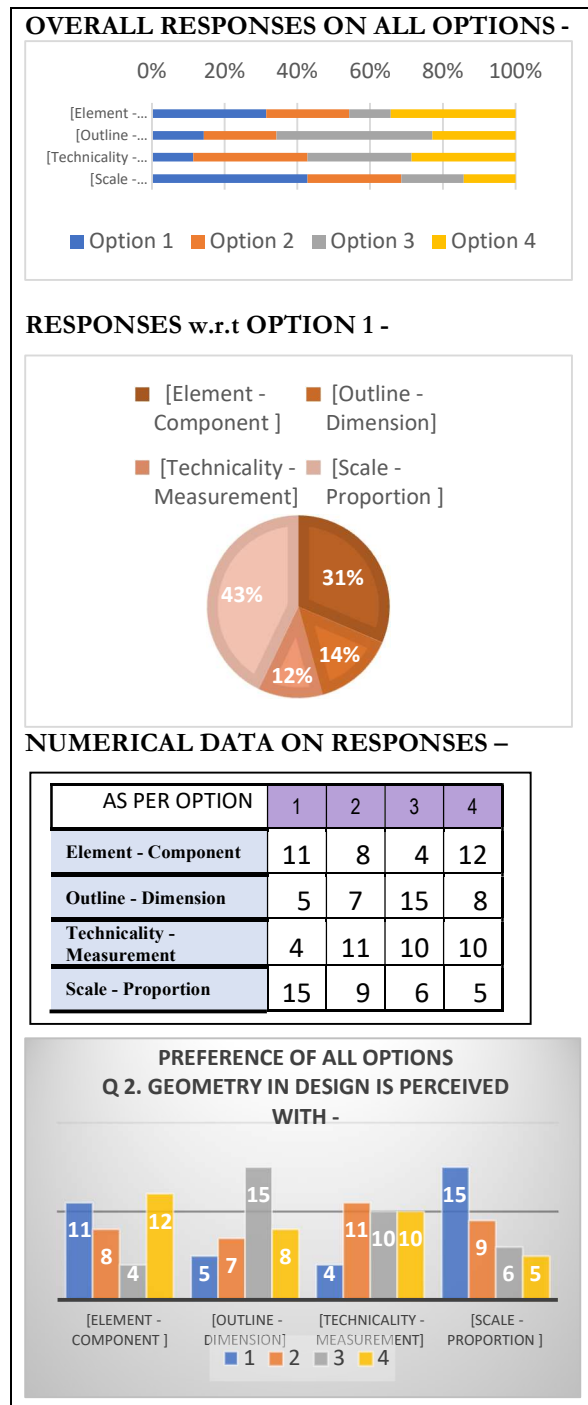 OVERALL RESPONSES ON ALL OPTIONS -
0% 20% 40% 60% 80% 100%
[Element -...
[Outline -...
[Technicality -...
[Scale -...
Option 1 Option 2 Option 3 Option 4
RESPONSES w.r.t OPTION 1 -
[Element - [Outline -
Component ] Dimension]
[Technicality - [Scale -
Measurement] Proportion ]
43% 31%
14%
12%
NUMERICAL DATA ON RESPONSES –
AS PER OPTION 1 2 3 4
Element - Component 11 8 4 12
Outline - Dimension 5 7 15 8
Technicality -
Measurement 4 11 10 10
Scale - Proportion 15 9 6 5
PREFERENCE OF ALL OPTIONS
Q 2. GEOMETRY IN DESIGN IS PERCEIVED
WITH -
11 8 4 12 5 7 15 8 4 11 10 10 15 9 6 5
[ELEMENT - [OUTLINE - [TECHNICALITY - [SCALE -
COMPONENT ] DIMENSION] MEASUREMENT] PROPORTION ]
1 2 3 4